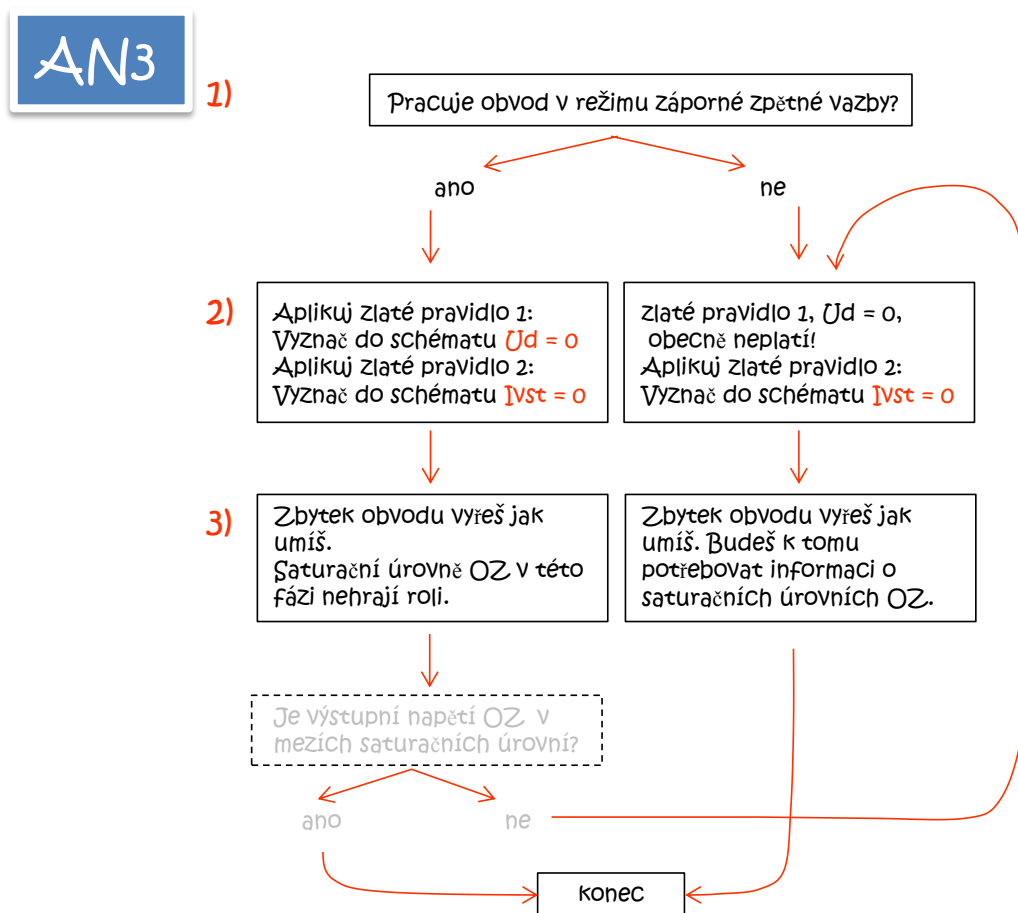 AN3
1)
Pracuje obvod v režimu záporné zpětné vazby?
ano
ne
2)
Aplikuj zlaté pravidlo 1:
Vyznač do schématu Ud = 0
Aplikuj zlaté pravidlo 2:
Vyznač do schématu Ivst = 0
zlaté pravidlo 1, Ud = 0,
obecně neplatí!
Aplikuj zlaté pravidlo 2:
Vyznač do schématu Ivst = 0
3)
Zbytek obvodu vyřeš jak
umíš.
Saturační úrovně OZ v této
fázi nehrají roli.
Zbytek obvodu vyřeš jak
umíš. Budeš k tomu
potřebovat informaci o
saturačních úrovních OZ.
Je výstupní napětí OZ v
mezích saturačních úrovní?
ano
ne
konec